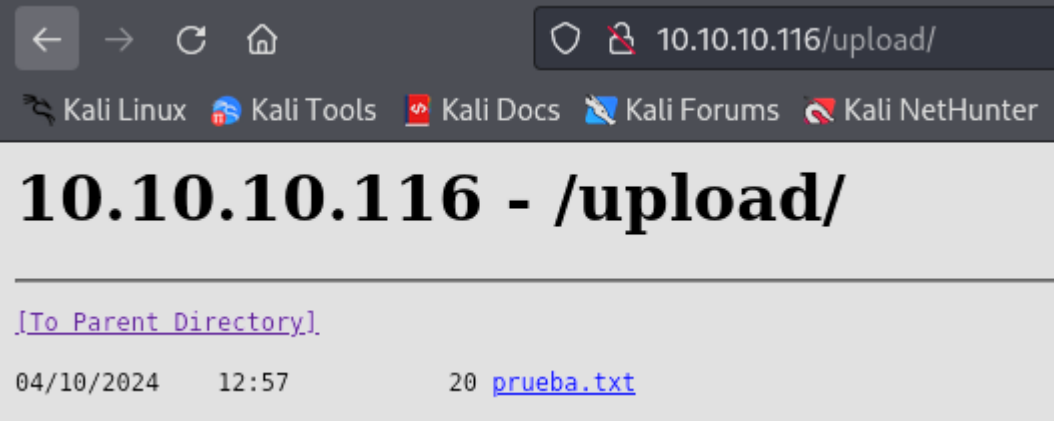 10.10.10.116/upload/
Kali Linux Kali Tools Kali Docs Kali Forums Kali NetHunter
10.10.10.116 - /upload/
[To Parent Directory]
04/10/2024 12:57 20 prueba.txt